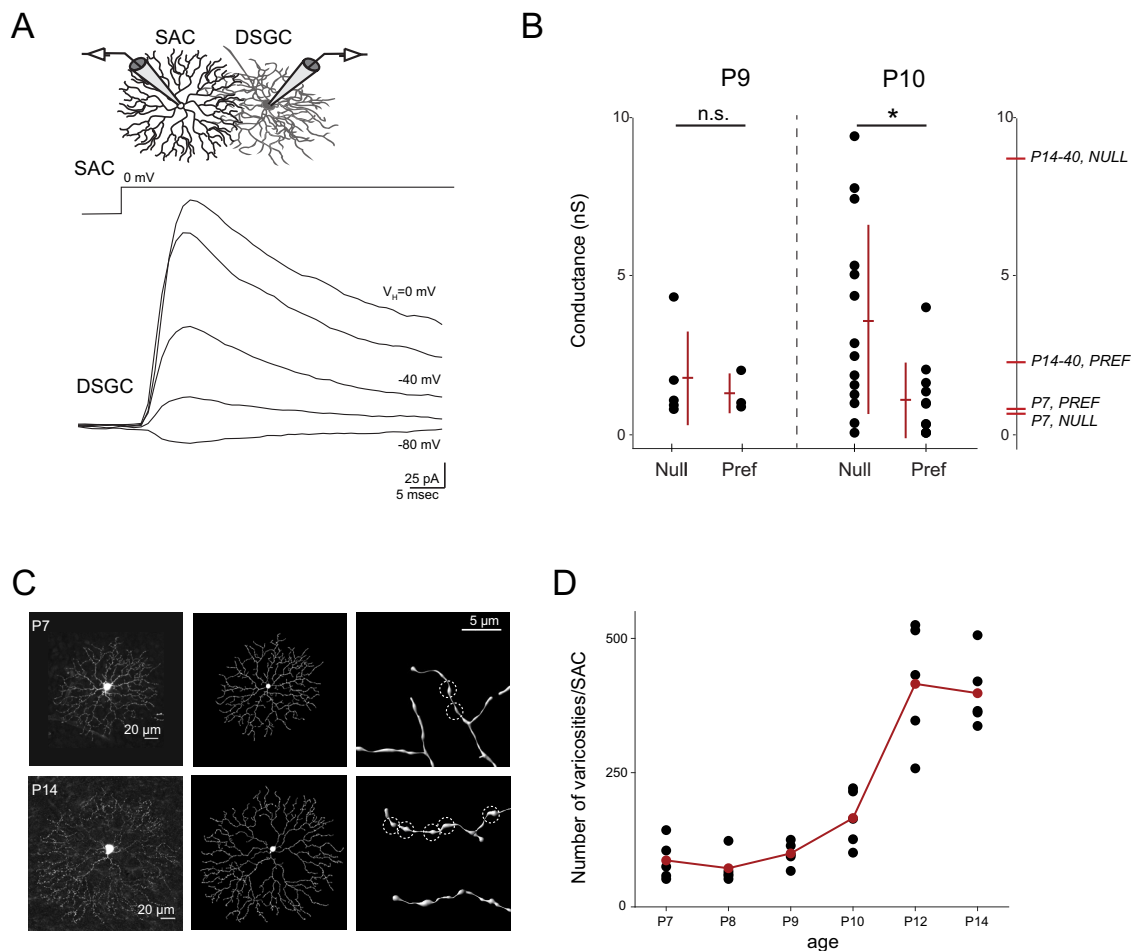 A
SAC
DSGC
SAC
0 mV
V_H=0 mV
-40 mV
DSGC
-80 mV
25 pA
5 msec
B
P9
P10
n.s.
*
10
5
0
Conductance (nS)
Null
Pref
Null
Pref
10
5
0
P14-40, NULL
P14-40, PREF
P7, PREF
P7, NULL
C
P7
20 µm
5 µm
P14
20 µm
D
500
250
0
Number of varicosities/SAC
P7
P8
P9
P10
P12
P14
age